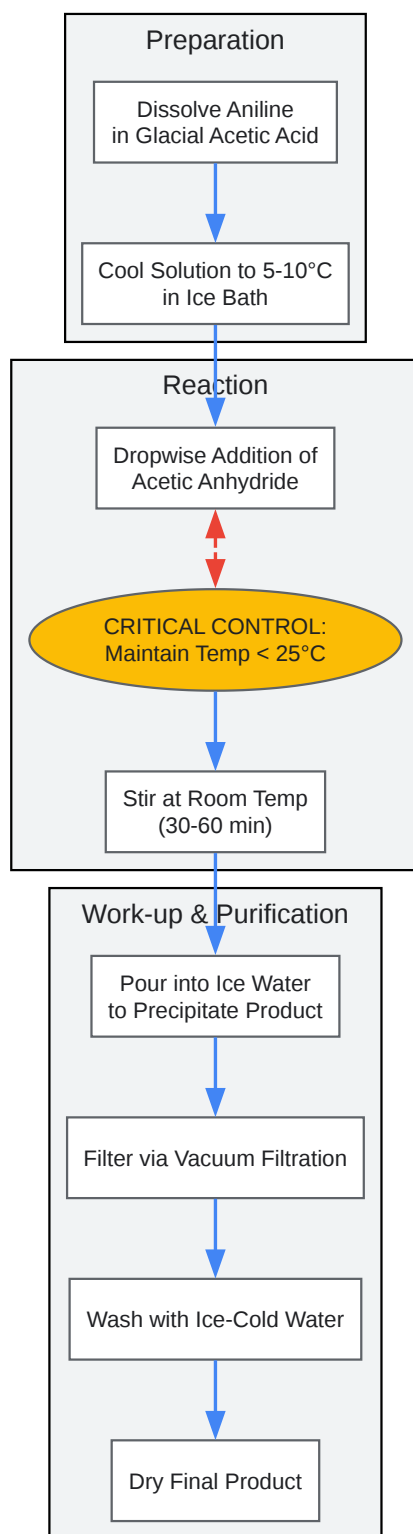 Preparation
Dissolve Aniline
in Glacial Acetic Acid
Cool Solution to 5-10°C
in Ice Bath
Reaction
Dropwise Addition of
Acetic Anhydride
CRITICAL CONTROL:
Maintain Temp < 25°C
Stir at Room Temp
(30-60 min)
Work-up & Purification
Pour into Ice Water
to Precipitate Product
Filter via Vacuum Filtration
Wash with Ice-Cold Water
Dry Final Product